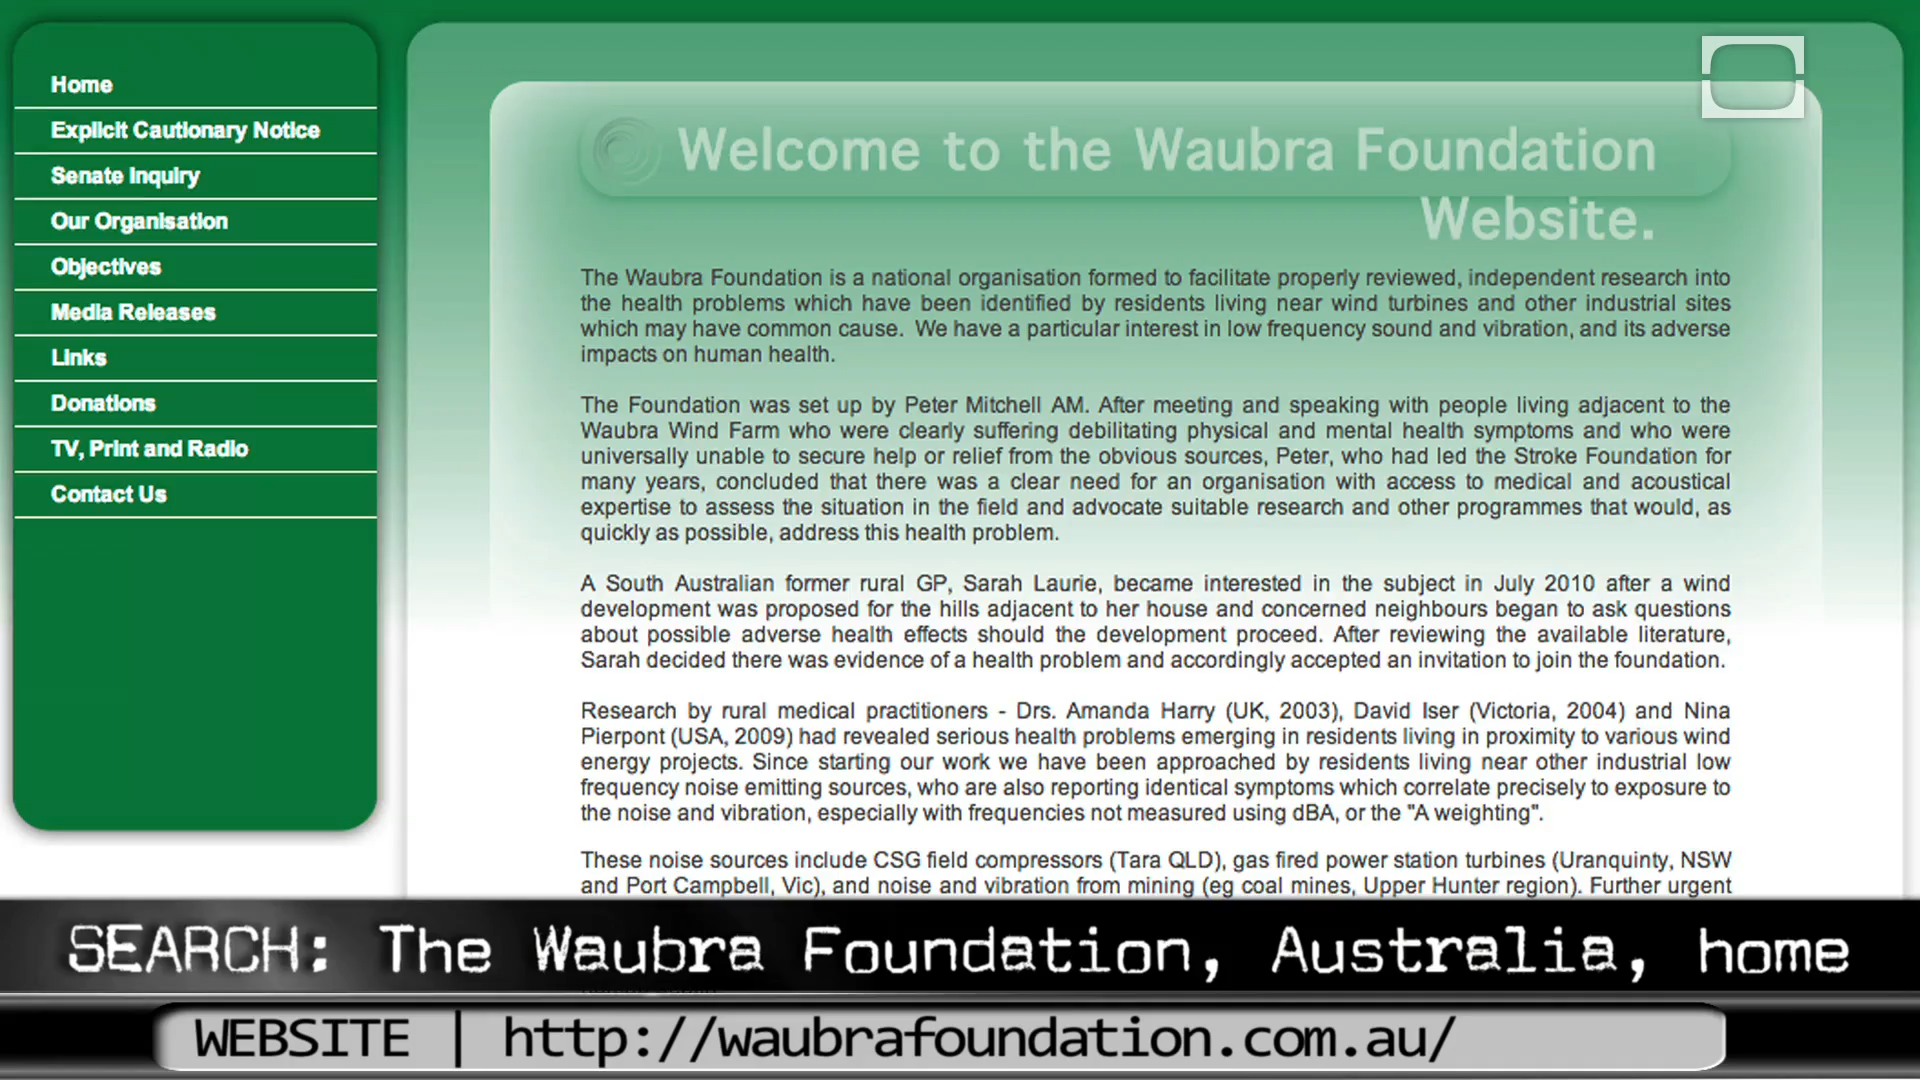 Home
Explicit Cautionary Notice
Senate Inquiry
Our Organisation
Objectives
Media Releases
Links
Donations
TV, Print and Radio
Contact Us
Welcome to the Waubra Foundation
Website.
The Waubra Foundation is a national organisation formed to facilitate properly reviewed, independent research into
the health problems which have been identified by residents living near wind turbines and other industrial sites
which may have common cause.  We have a particular interest in low frequency sound and vibration, and its adverse
impacts on human health.
The Foundation was set up by Peter Mitchell AM. After meeting and speaking with people living adjacent to the
Waubra Wind Farm who were clearly suffering debilitating physical and mental health symptoms and who were
universally unable to secure help or relief from the obvious sources, Peter, who had led the Stroke Foundation for
many years, concluded that there was a clear need for an organisation with access to medical and acoustical
expertise to assess the situation in the field and advocate suitable research and other programmes that would, as
quickly as possible, address this health problem.
A South Australian former rural GP, Sarah Laurie, became interested in the subject in July 2010 after a wind
development was proposed for the hills adjacent to her house and concerned neighbours began to ask questions
about possible adverse health effects should the development proceed. After reviewing the available literature,
Sarah decided there was evidence of a health problem and accordingly accepted an invitation to join the foundation.
Research by rural medical practitioners - Drs. Amanda Harry (UK, 2003), David Iser (Victoria, 2004) and Nina
Pierpont (USA, 2009) had revealed serious health problems emerging in residents living in proximity to various wind
energy projects. Since starting our work we have been approached by residents living near other industrial low
frequency noise emitting sources, who are also reporting identical symptoms which correlate precisely to exposure to
the noise and vibration, especially with frequencies not measured using dBA, or the "A weighting".
These noise sources include CSG field compressors (Tara QLD), gas fired power station turbines (Uranquinty, NSW
and Port Campbell, Vic), and noise and vibration from mining (eg coal mines, Upper Hunter region). Further urgent
SEARCH: The Waubra Foundation, Australia, home
WEBSITE | http://waubrafoundation.com.au/